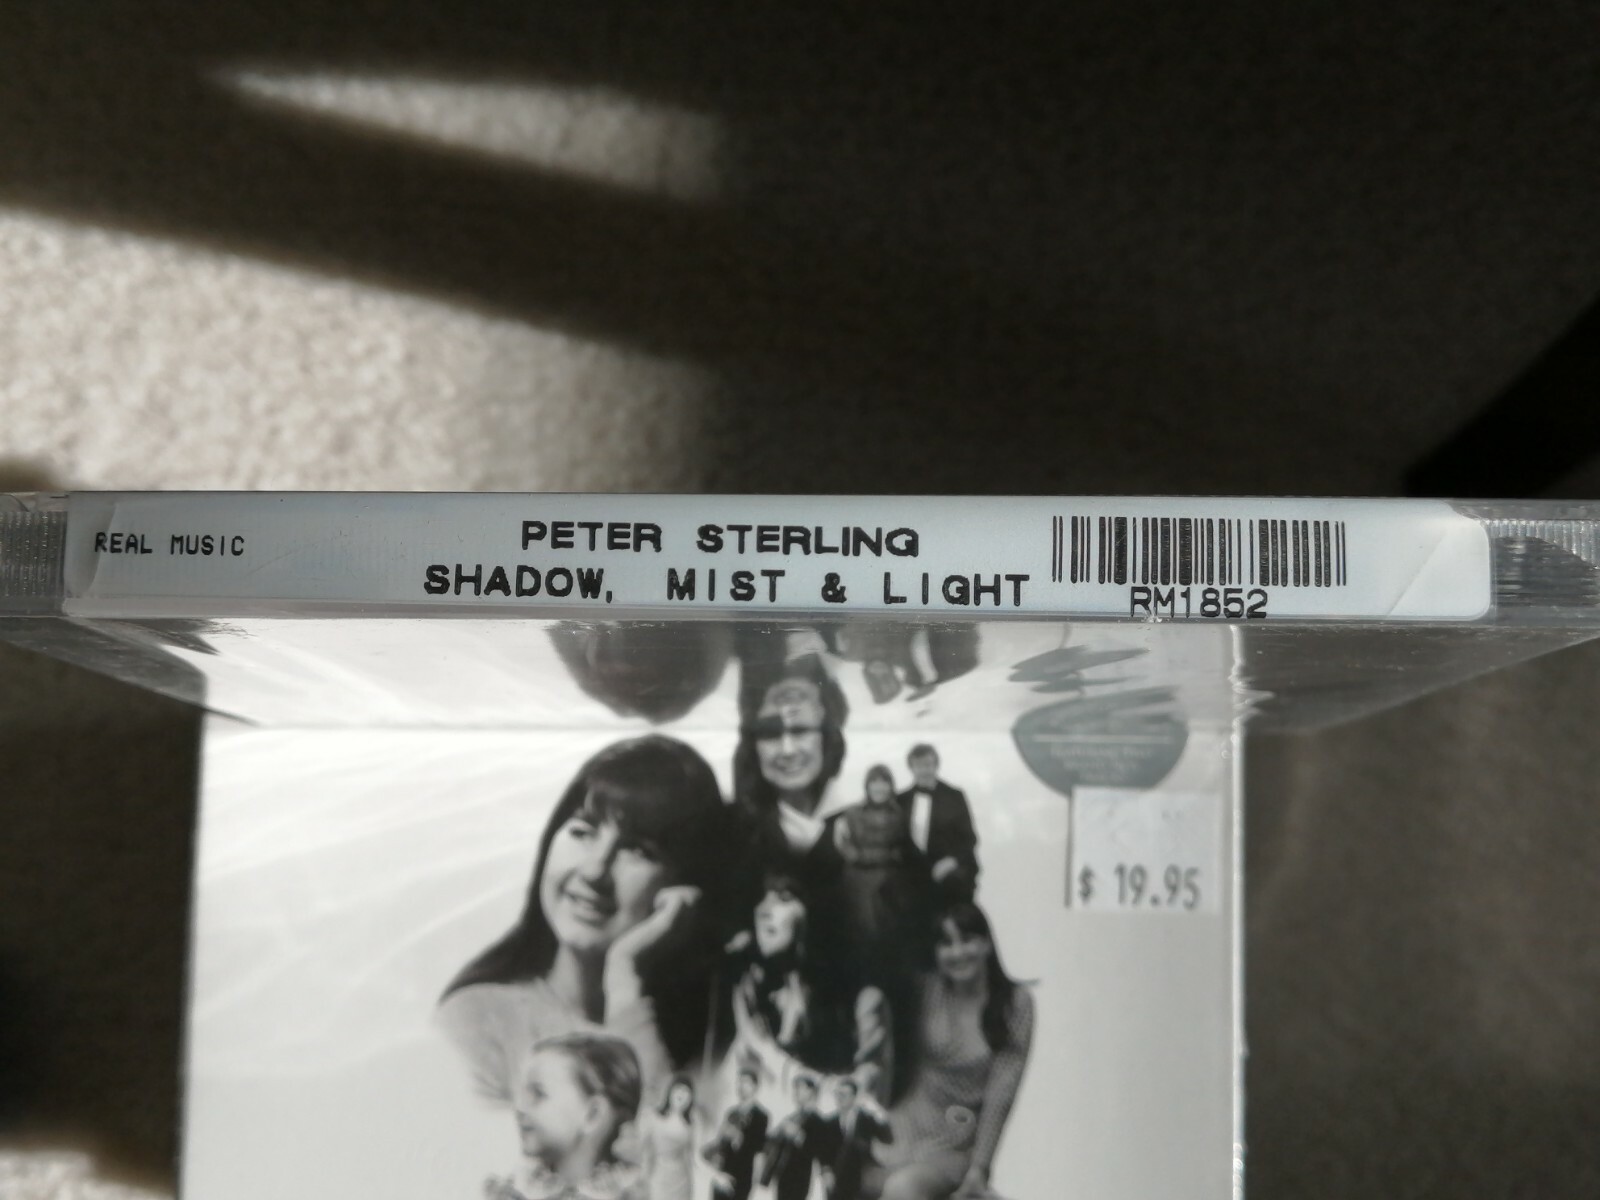 REAL MUSIC
PETER STERLING
SHADOW, MIST & LIGHT
RM1852
$ 19.95